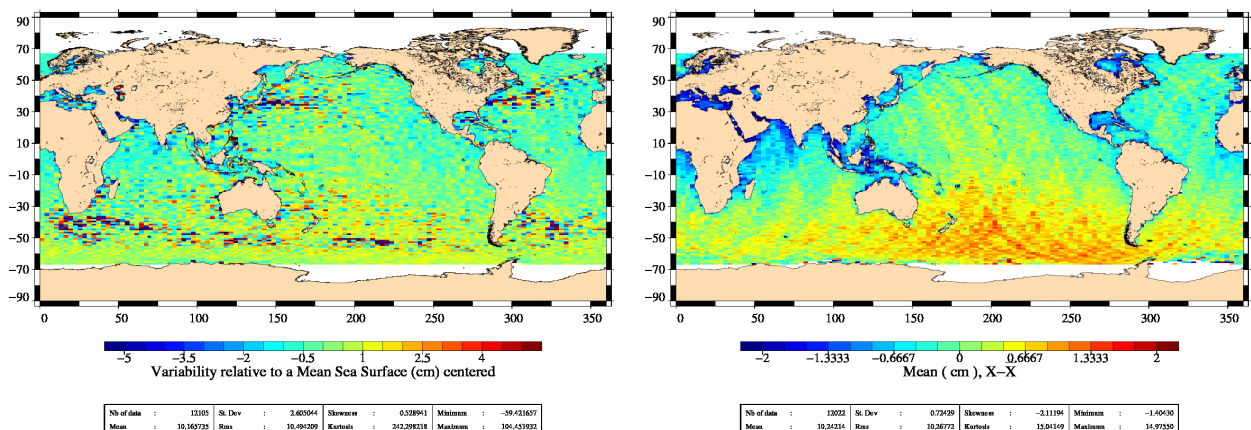 90
70
50
30
10
−10
−30
−50
−70
−90
0 50 100 150 200 250 300 350
−5 −3.5 −2 −0.5 1 2.5 4
Variability relative to a Mean Sea Surface (cm) centered
Nb of data : 12105 St. Dev : 2.605044 Skewness : 0.528941 Minimum : −59.421657
Mean : 10.165735 Rms : 10.494209 Kurtosis : 242.298218 Maximum : 104.451932
90
70
50
30
10
−10
−30
−50
−70
−90
0 50 100 150 200 250 300 350
−2 −1.3333 −0.6667 0 0.6667 1.3333 2
Mean ( cm ), X−X
Nb of data : 12022 St. Dev : 0.72429 Skewness : −2.11194 Minimum : −1.40430
Mean : 10.24214 Rms : 10.26772 Kurtosis : 15.04149 Maximum : 14.97550